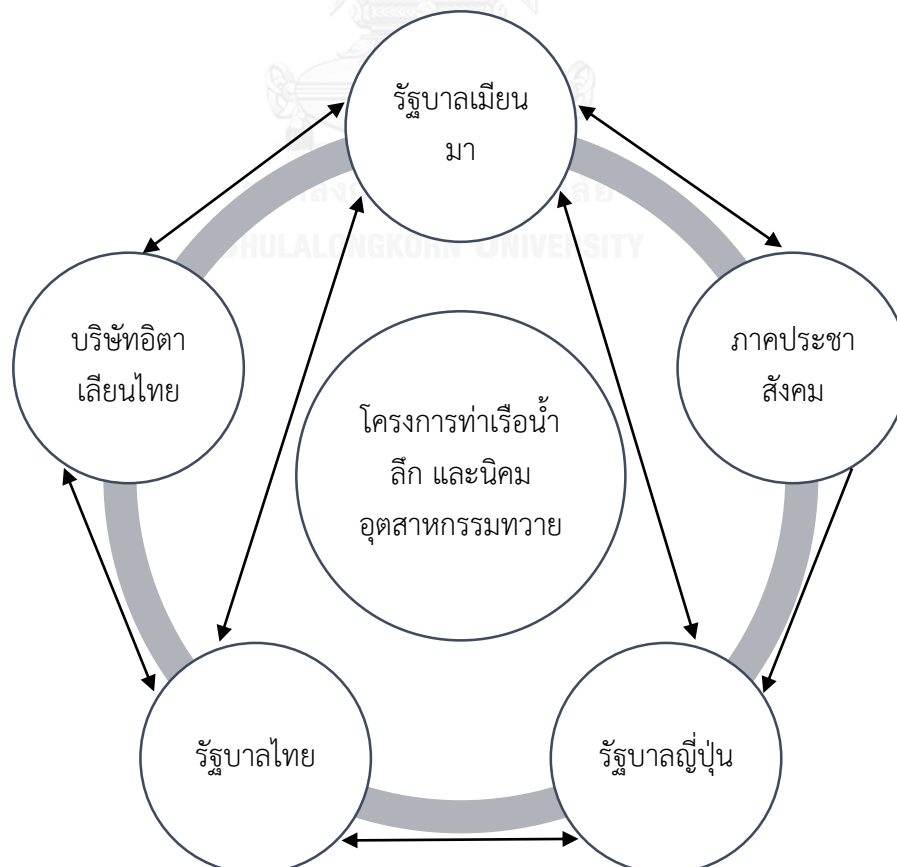 รัฐบาลเมียน
มา
CHULALONGKORN UNIVERSITY
บริษัทอิตา
เลียนไทย
ภาคประชา
สังคม
โครงการท่าเรือน้ำ
ลึก และนิคม
อุตสาหกรรมทวาย
รัฐบาลไทย
รัฐบาลญี่ปุ่น